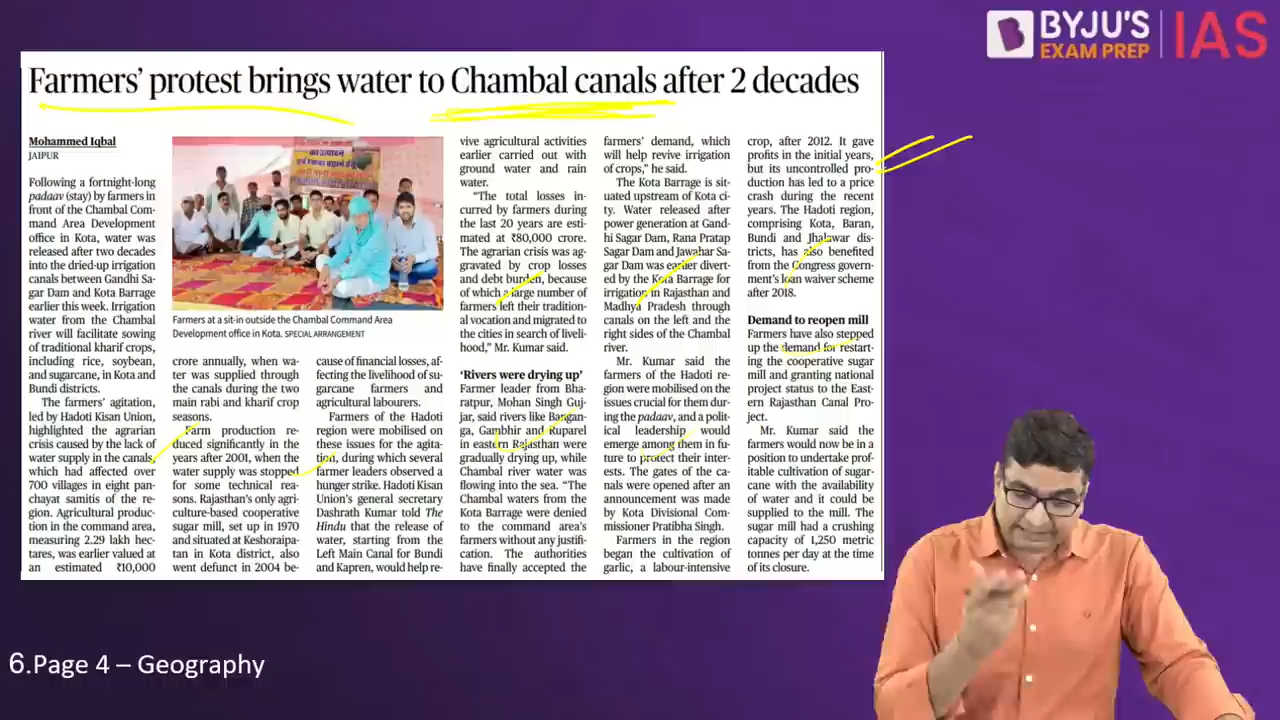 BYJU'S
EXAM PREP
IAS
Farmers' protest brings water to Chambal canals after 2 decades
Mohammed Iqbal
JAIPUR
Following a fortnight-long
padaav (stay) by farmers in
front of the Chambal Com-
mand Area Development
office in Kota, water was
released after two decades
into the dried-up irrigation
canals between Gandhi Sa-
gar Dam and Kota Barrage
earlier this week. Irrigation
water from the Chambal
river will facilitate sowing
of traditional kharif crops,
including rice, soybean,
and sugarcane, in Kota and
Bundi districts.
The farmers' agitation,
led by Hadoti Kisan Union,
highlighted the agrarian
crisis caused by the lack of
water supply in the canals,
which had affected over
700 villages in eight pan-
chayat samitis of the re-
gion. Agricultural produc-
tion in the command area,
measuring 2.29 lakh hec-
tares, was earlier valued at
an estimated ₹10,000
Farmers at a sit-in outside the Chambal Command Area
Development office in Kota. SPECIAL ARRANGEMENT
crore annually, when wa-
ter was supplied through
the canals during the two
main rabi and kharif crop
seasons.
Farm production re-
duced significantly in the
years after 2001, when the
water supply was stopped
for some technical rea-
sons. Rajasthan's only agri-
culture-based cooperative
sugar mill, set up in 1970
and situated at Keshoraipa-
tan in Kota district, also
went defunct in 2004 be-
cause of financial losses, af-
fecting the livelihood of su-
garcane farmers and
agricultural labourers.
Farmers of the Hadoti
region were mobilised on
these issues for the agita-
tion, during which several
farmer leaders observed a
hunger strike. Hadoti Kisan
Union's general secretary
Dashrath Kumar told The
Hindu that the release of
water, starting from the
Left Main Canal for Bundi
and Kapren, would help re-
vive agricultural activities
earlier carried out with
ground water and rain
water.
"The total losses in-
curred by farmers during
the last 20 years are esti-
mated at ₹80,000 crore.
The agrarian crisis was ag-
gravated by crop losses
and debt burden, because
of which a large number of
farmers left their tradition-
al vocation and migrated to
the cities in search of liveli-
hood," Mr. Kumar said.
'Rivers were drying up'
Farmer leader from Bha-
ratpur, Mohan Singh Guj-
jar, said rivers like Bangan-
ga, Gambhir and Ruparel
in eastern Rajasthan were
gradually drying up, while
Chambal river water was
flowing into the sea. "The
Chambal waters from the
Kota Barrage were denied
to the command area's
farmers without any justifi-
cation. The authorities
have finally accepted the
farmers' demand, which
will help revive irrigation
of crops," he said.
The Kota Barrage is sit-
uated upstream of Kota ci-
ty. Water released after
power generation at Gand-
hi Sagar Dam, Rana Pratap
Sagar Dam and Jawahar Sa-
gar Dam was earlier divert-
ed by the Kota Barrage for
irrigation in Rajasthan and
Madhya Pradesh through
canals on the left and the
right sides of the Chambal
river.
Mr. Kumar said the
farmers of the Hadoti re-
gion were mobilised on the
issues crucial for them dur-
ing the padaav, and a polit-
ical leadership would
emerge among them in fu-
ture to protect their inter-
ests. The gates of the ca-
nals were opened after an
announcement was made
by Kota Divisional Com-
missioner Pratibha Singh.
Farmers in the region
began the cultivation of
garlic, a labour-intensive
crop, after 2012. It gave
profits in the initial years,
but its uncontrolled pro-
duction has led to a price
crash during the recent
years. The Hadoti region,
comprising Kota, Baran,
Bundi and Jhalawar dis-
tricts, has also benefited
from the Congress govern-
ment's loan waiver scheme
after 2018.
Demand to reopen mill
Farmers have also stepped
up the demand for restart-
ing the cooperative sugar
mill and granting national
project status to the East-
ern Rajasthan Canal Pro-
ject.
Mr. Kumar said the
farmers would now be in a
position to undertake prof-
itable cultivation of sugar-
cane with the availability
of water and it could be
supplied to the mill. The
sugar mill had a crushing
capacity of 1,250 metric
tonnes per day at the time
of its closure.
6.Page 4 – Geography